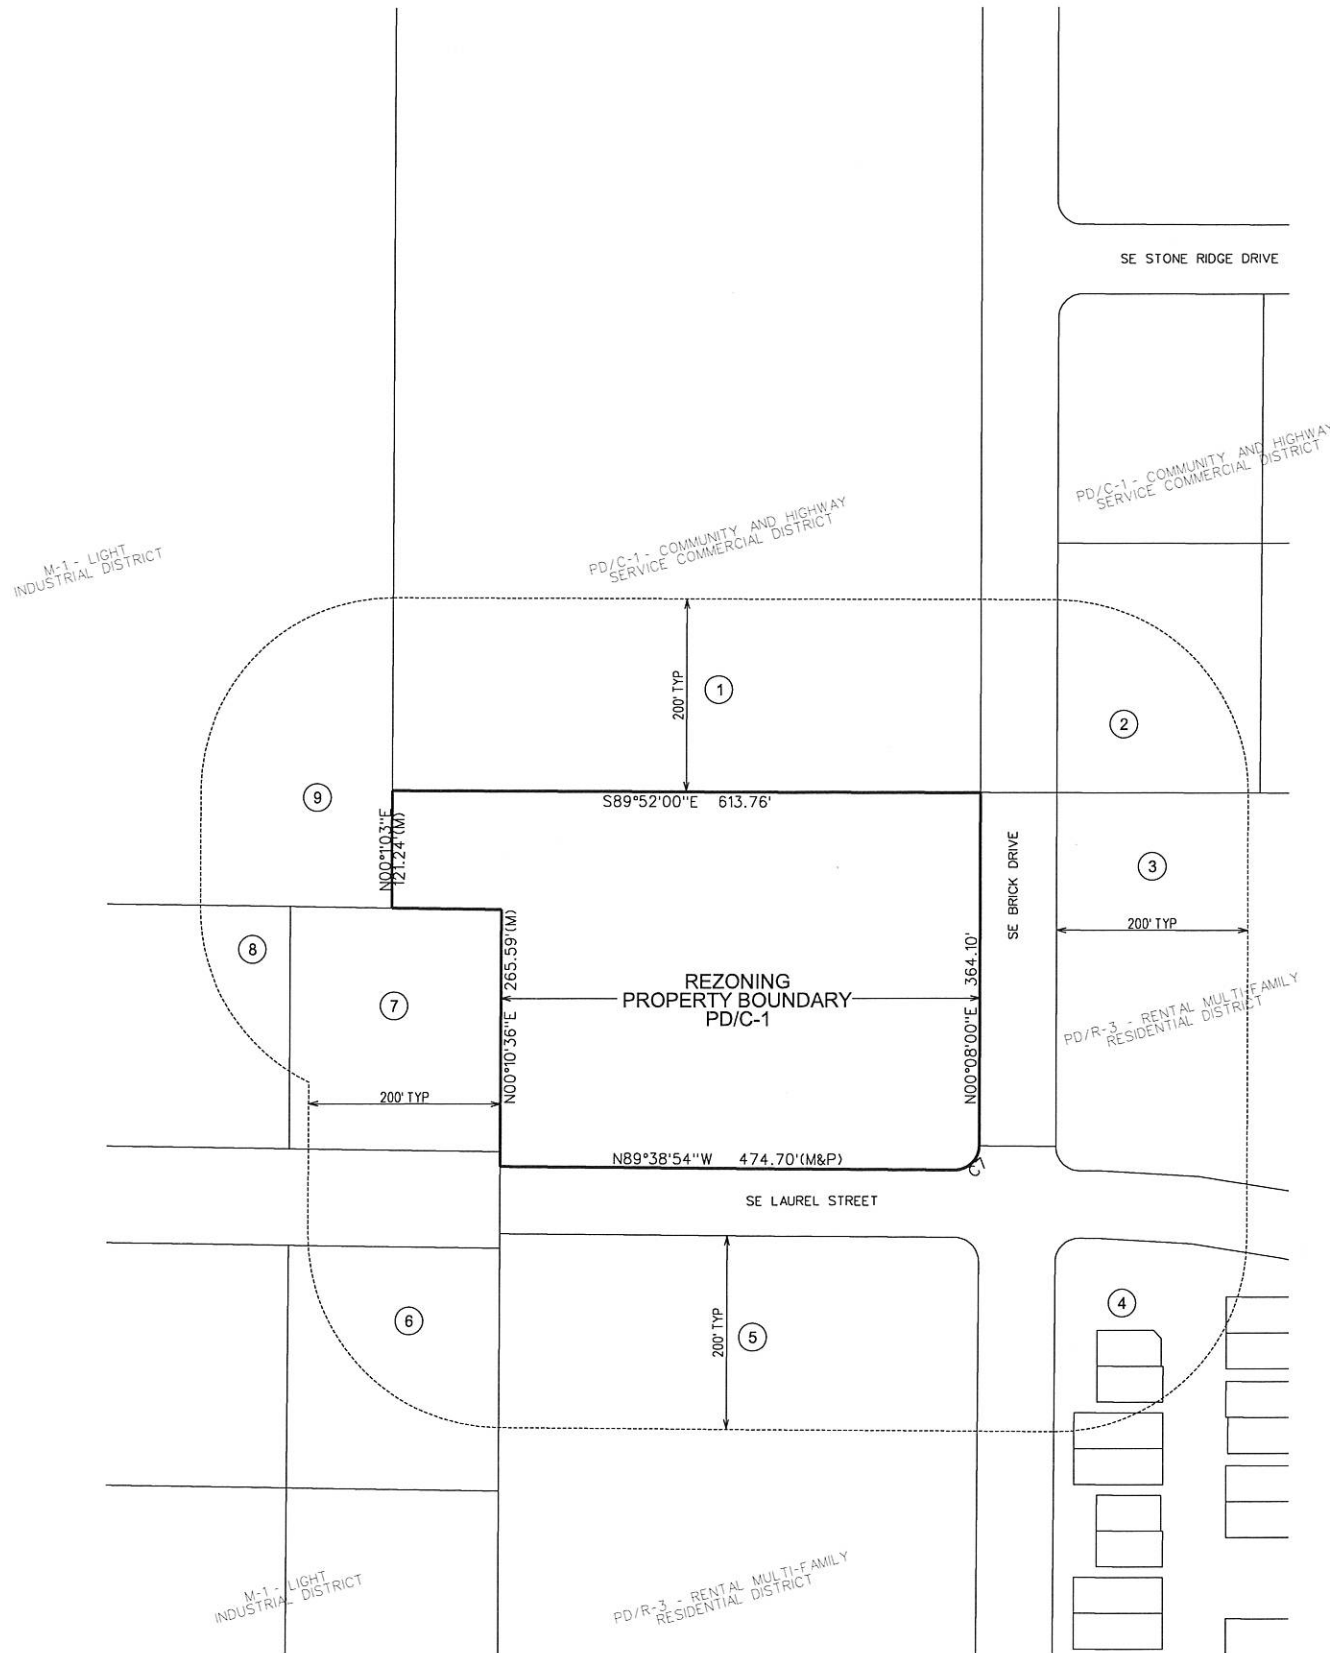 SE STONE RIDGE DRIVE
PD/C-1 - COMMUNITY AND HIGHWAY
SERVICE COMMERCIAL DISTRICT
PD/C-1 - COMMUNITY AND HIGHWAY
SERVICE COMMERCIAL DISTRICT
M-1 - LIGHT
INDUSTRIAL DISTRICT
200' TYP
1
2
9
S89°52'00"E 613.76'
N00°1'03"E
121.24'(M)
SE BRICK DRIVE
3
200' TYP
8
7
N00°10'36"E 265.59'(M)
REZONING
PROPERTY BOUNDARY
PD/C-1
N00°08'00"E 364.10'
PD/R-3 - RENTAL MULTI-FAMILY
RESIDENTIAL DISTRICT
200' TYP
N89°38'54"W 474.70'(M&P)
C7
SE LAUREL STREET
6
200' TYP
5
4
M-1 - LIGHT
INDUSTRIAL DISTRICT
PD/R-3 - RENTAL MULTI-FAMILY
RESIDENTIAL DISTRICT